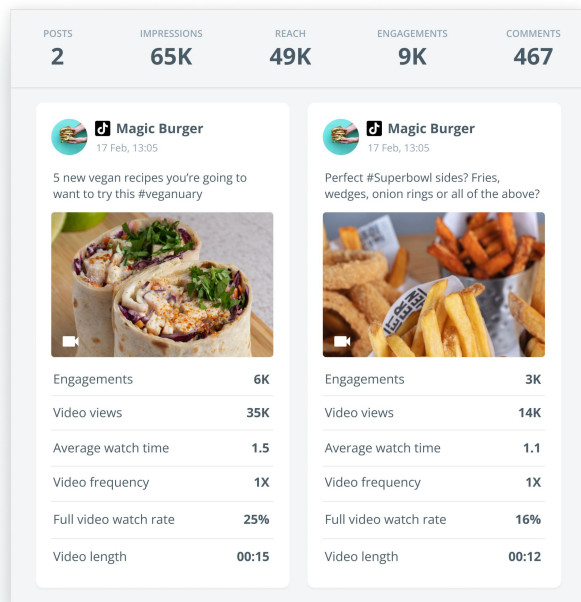 POSTS IMPRESSIONS REACH ENGAGEMENTS COMMENTS
2 65K 49K 9K 467
Magic Burger
17 Feb, 13:05
5 new vegan recipes you're going to
want to try this #veganuary
Engagements 6K
Video views 35K
Average watch time 1.5
Video frequency 1X
Full video watch rate 25%
Video length 00:15
Magic Burger
17 Feb, 13:05
Perfect #Superbowl sides? Fries,
wedges, onion rings or all of the above?
Engagements 3K
Video views 14K
Average watch time 1.1
Video frequency 1X
Full video watch rate 16%
Video length 00:12